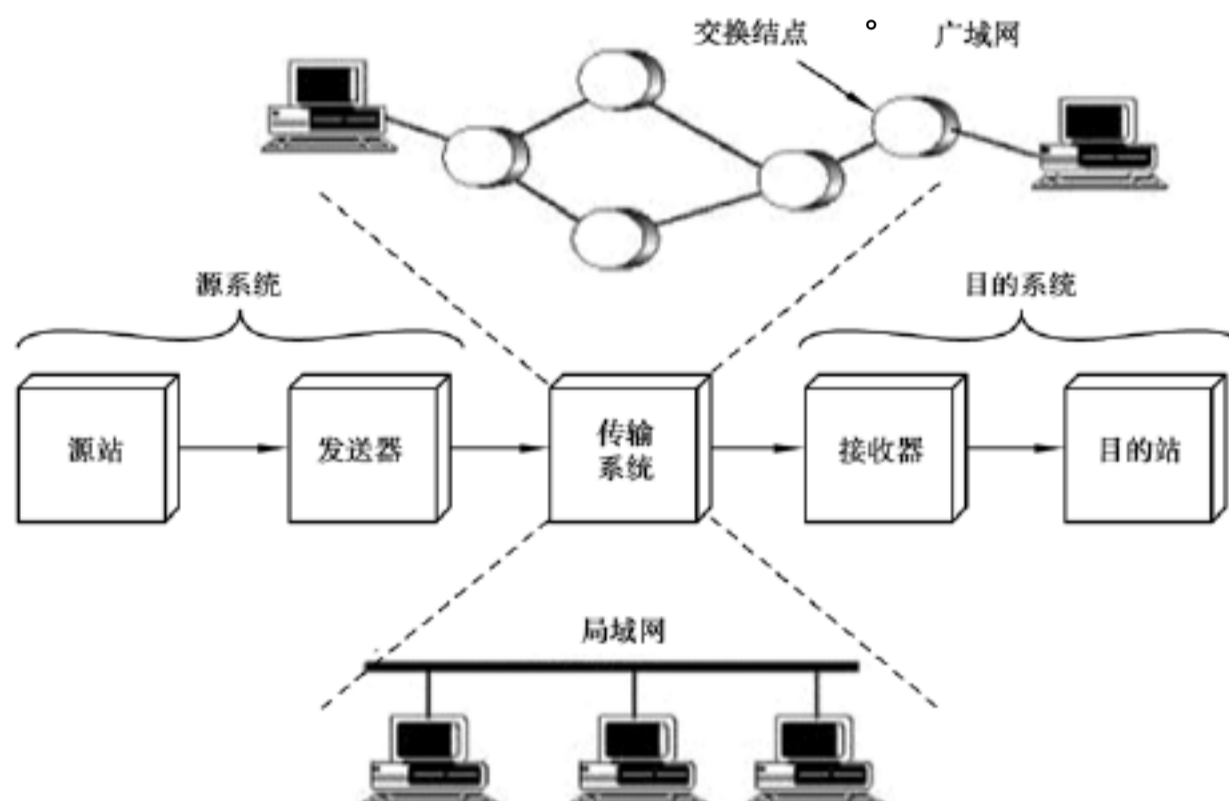 交换结点 。 广域网
源系统
目的系统
源站
发送器
传输
系统
接收器
目的站
局域网